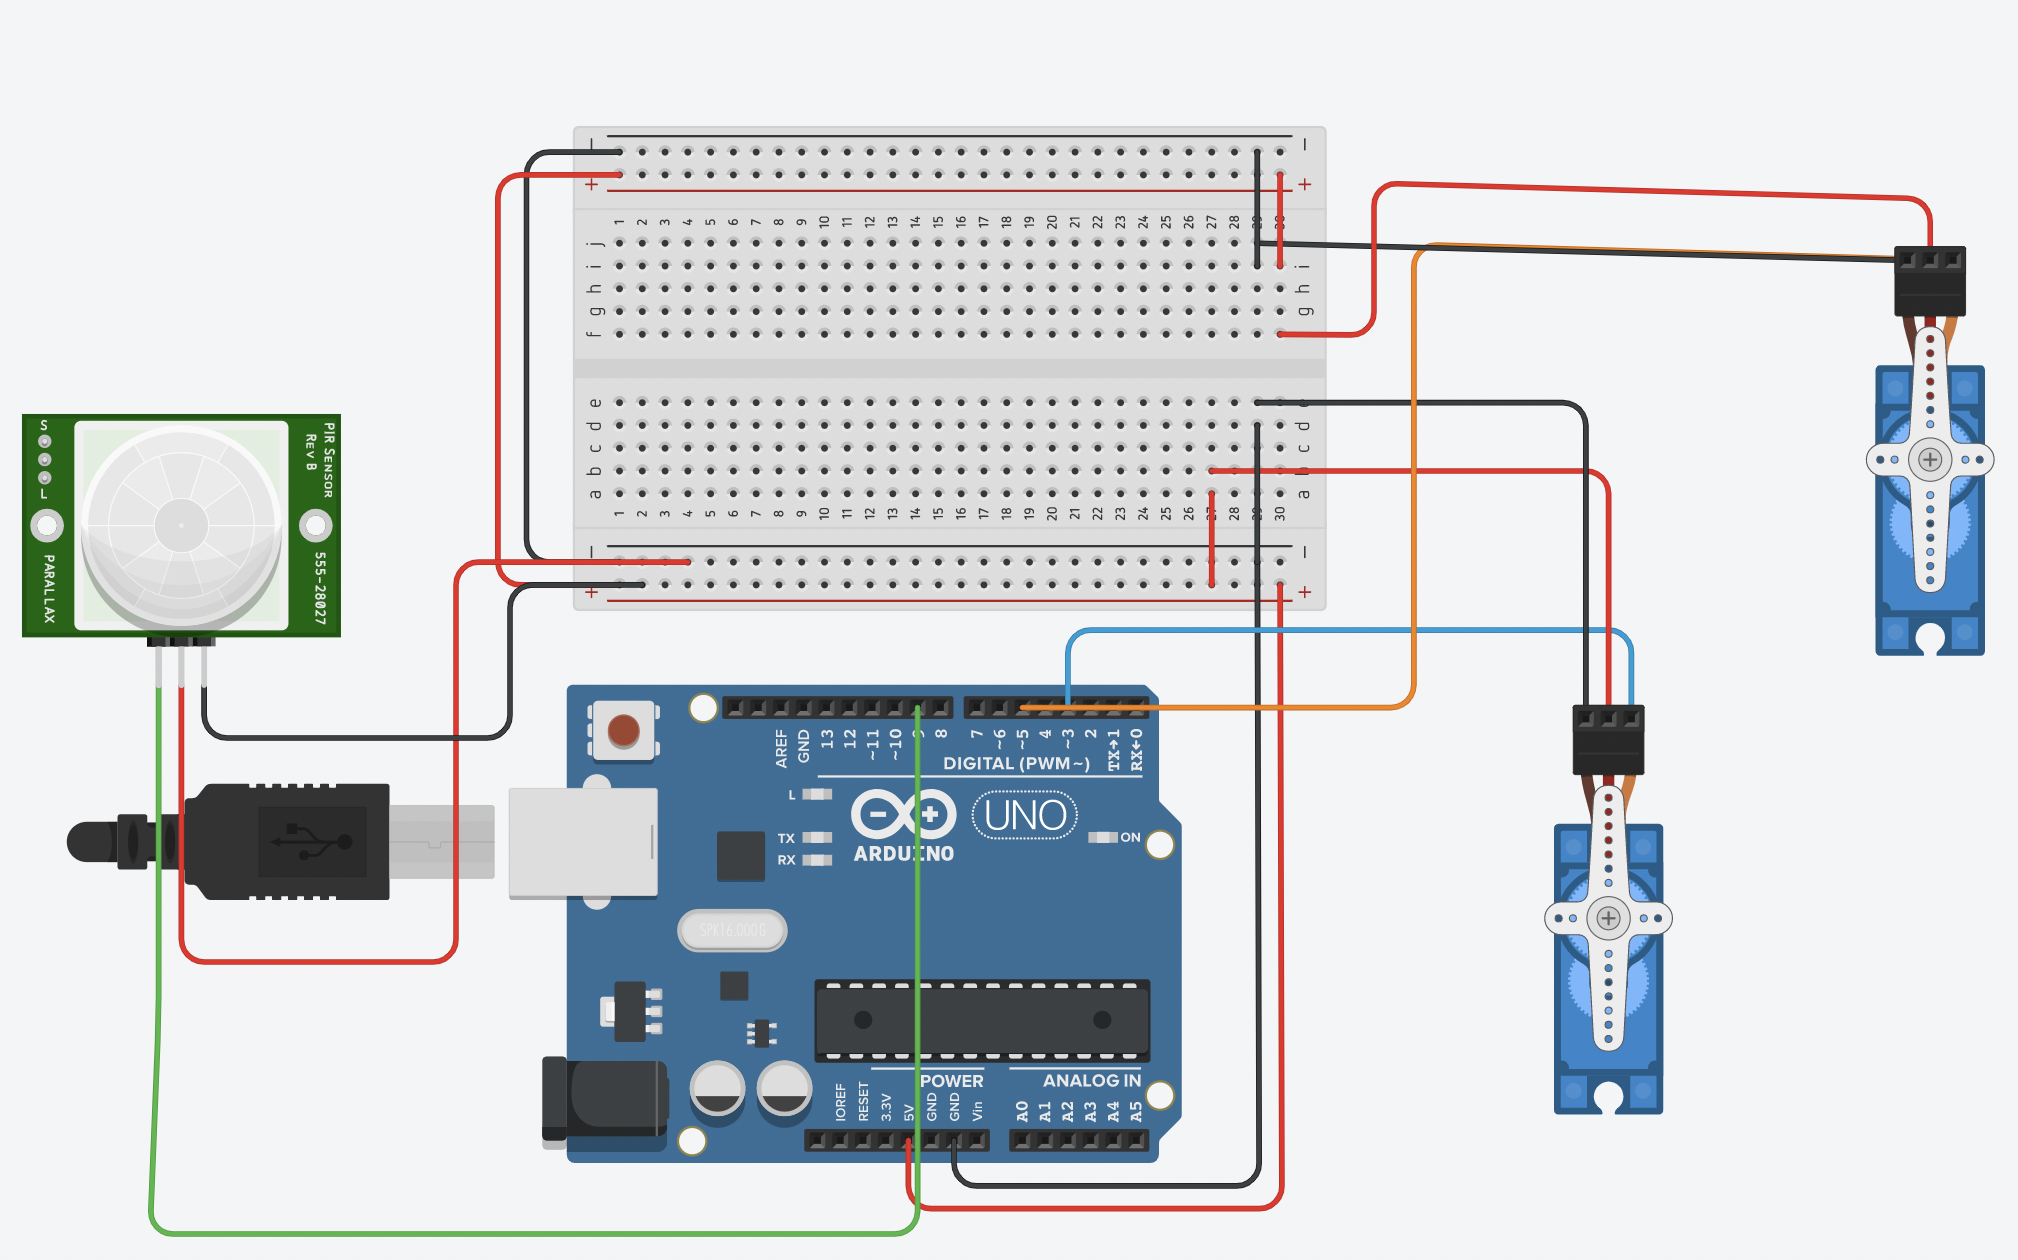 - -
+ +
1 2 3 4 5 6 7 8 9 10 11 12 13 14 15 16 17 18 19 20 21 22 23 24 25 26 27 28 29 30
j
i i
h h
g g
f
e e
d d
c c
b b
a a
1 2 3 4 5 6 7 8 9 10 11 12 13 14 15 16 17 18 19 20 21 22 23 24 25 26 27 28 29 30
- -
+ +
S
L
PIR SENSOR
REV B
PARALLAX
555-28027
AREF GND 13 12 ~11 ~10 9 8 7 ~6 ~5 4 ~3 2 TX→1 RX←0
DIGITAL (PWM~)
L
TX
RX
ARDUINO
UNO
ON
SPK16.000G
POWER
ANALOG IN
IOREF RESET 3.3V 5V GND GND Vin A0 A1 A2 A3 A4 A5